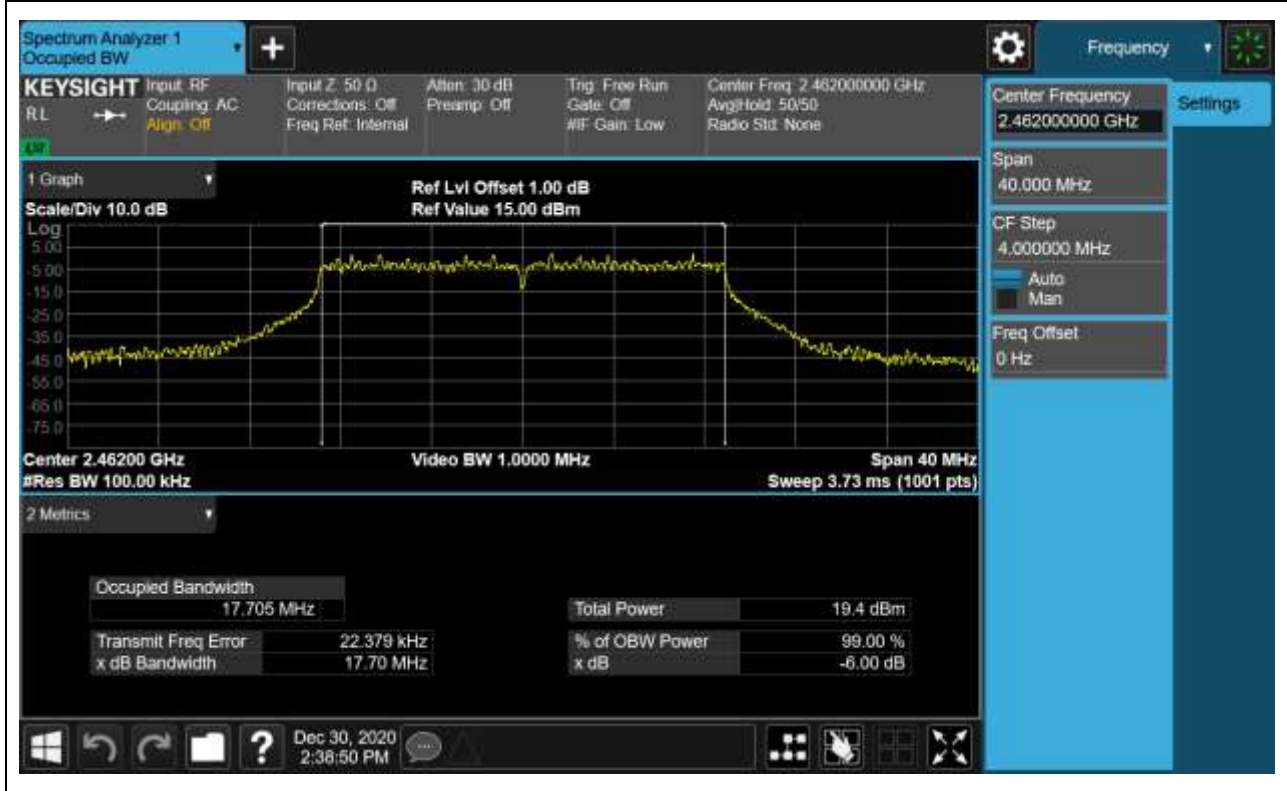 Spectrum Analyzer 1
Occupied BW
Frequency
KEYSIGHT
RL
Input: RF
Coupling: AC
Align: Off
Input Z: 50 Ω
Corrections: Off
Freq Ref: Internal
Atten: 30 dB
Preamp: Off
Trig: Free Run
Gate: Off
#IF Gain: Low
Center Freq: 2.462000000 GHz
Avg|Hold: 50/50
Radio Std: None
Center Frequency
2.462000000 GHz
Settings
Span
40.000 MHz
CF Step
4.000000 MHz
Auto
Man
Freq Offset
0 Hz
1 Graph
Scale/Div 10.0 dB
Ref Lvl Offset 1.00 dB
Ref Value 15.00 dBm
Log
5.00
-5.00
-15.0
-25.0
-35.0
-45.0
-55.0
-65.0
-75.0
Center 2.46200 GHz
#Res BW 100.00 kHz
Video BW 1.0000 MHz
Span 40 MHz
Sweep 3.73 ms (1001 pts)
2 Metrics
Occupied Bandwidth
17.705 MHz
Total Power 19.4 dBm
Transmit Freq Error 22.379 kHz
% of OBW Power 99.00 %
x dB Bandwidth 17.70 MHz
x dB -6.00 dB
?
Dec 30, 2020
2:38:50 PM